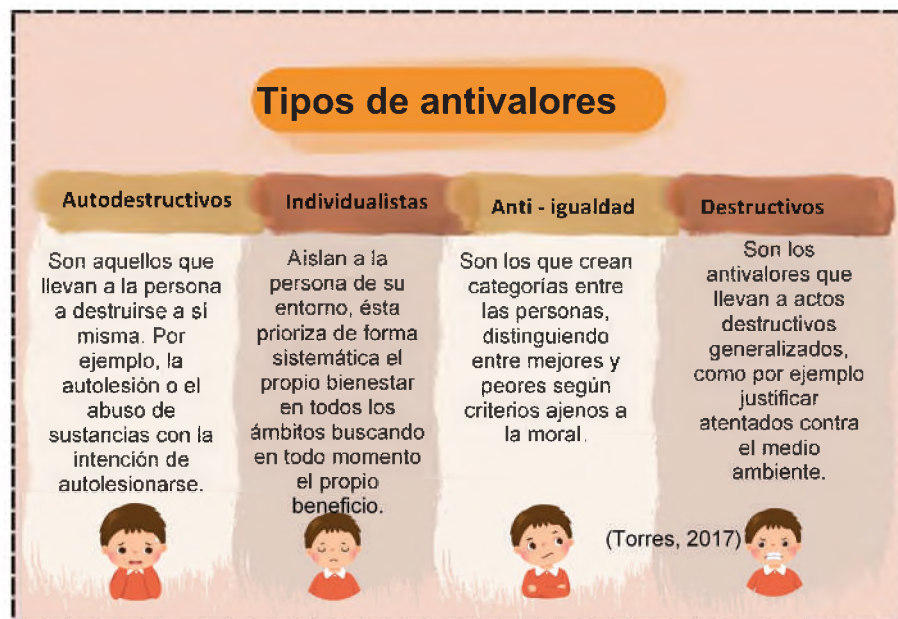 Tipos de antivalores
Autodestructivos
Son aquellos que
llevan a la persona
a destruirse a sí
misma. Por
ejemplo, la
autolesión o el
abuso de
sustancias con la
intención de
autolesionarse.
Individualistas
Aislan a la
persona de su
entorno, ésta
prioriza de forma
sistemática el
propio bienestar
en todos los
ámbitos buscando
en todo momento
el propio
beneficio.
Anti - igualdad
Son los que crean
categorías entre
las personas,
distinguiendo
entre mejores y
peores según
criterios ajenos a
la moral.
Destructivos
Son los
antivalores que
llevan a actos
destructivos
generalizados,
como por ejemplo
justificar
atentados contra
el medio
ambiente.
(Torres, 2017)